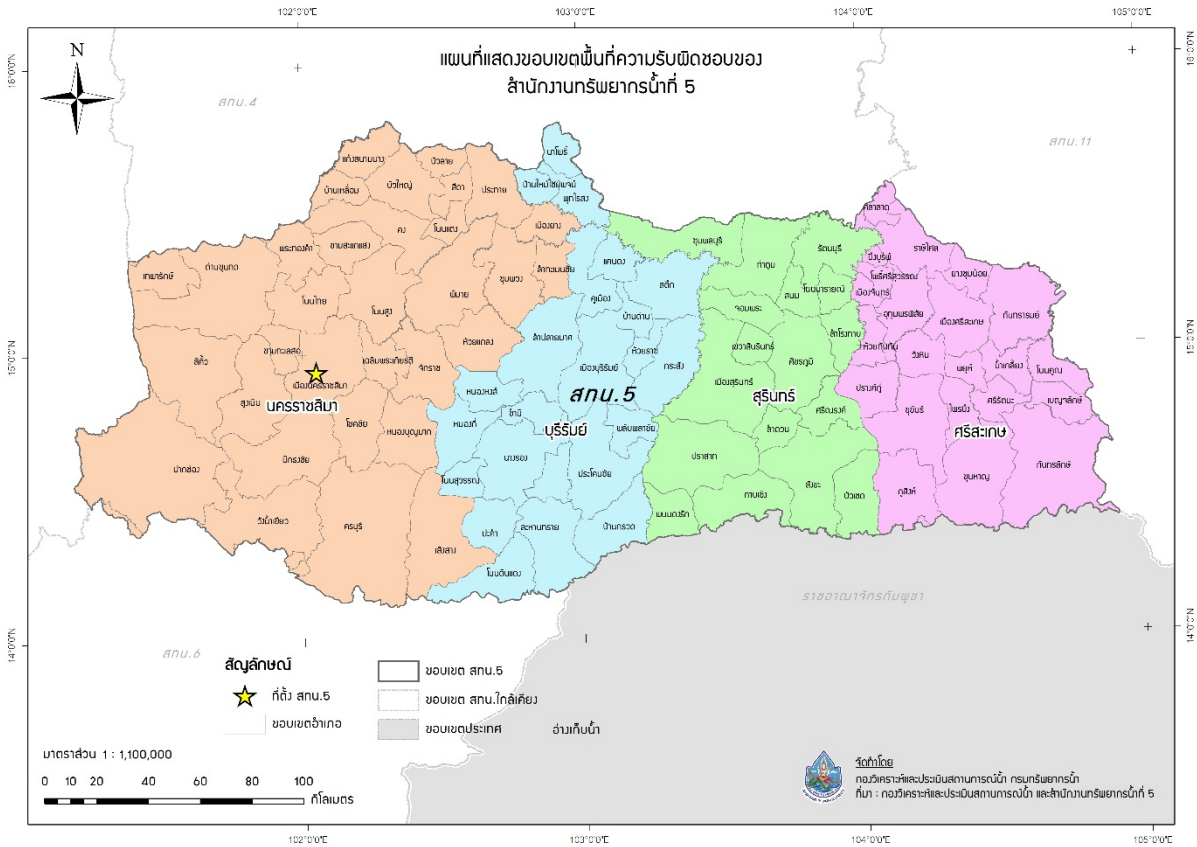 102°0'0"E
103°0'0"E
104°0'0"E
105°0'0"E
N
แผนที่แสดงขอบเขตพื้นที่ความรับผิดชอบของ
สำนักงานทรัพยากรน้ำที่ 5
16°0'0"N
16°0'0"N
สทน.4
สทน.11
นาโพธิ์
แก้งสนามนาง
บัวลาย
บ้านเหลื่อม
บัวใหญ่
สีดา
ประทาย
บ้านใหม่ไชยพจน์
พุทไธสง
ศิลาลาด
พระทองคำ
ขามสะแกแสง
คง
โนนแดง
เมืองยาง
ชุมพลบุรี
รัตนบุรี
ราษีไศล
บึงบูรพ์
เทพารักษ์
ด่านขุนทด
ลำทะเมนชัย
แคนดง
ท่าตูม
โพธิ์ศรีสุวรรณ
ยางชุมน้อย
ชุมพวง
สตึก
เมืองจันทร์
โนนไทย
โนนสูง
พิมาย
คูเมือง
สนม
โนนนารายณ์
จอมพระ
อุทุมพรพิสัย
เมืองศรีสะเกษ
กันทรารมย์
บ้านด่าน
ลำปลายมาศ
ห้วยแถลง
สำโรงทาบ
15°0'0"N
15°0'0"N
สีคิ้ว
ขามทะเลสอ
เฉลิมพระเกียรติ
จักราช
ห้วยราช
กระสัง
เขวาสินรินทร์
ศีขรภูมิ
ห้วยทับทัน
วังหิน
พยุห์
น้ำเกลี้ยง
โนนคูณ
เมืองนครราชสีมา
เมืองบุรีรัมย์
เมืองสุรินทร์
ปรางค์กู่
สูงเนิน
นครราชสีมา
หนองหงส์
สทน.5
สุรินทร์
ขุขันธ์
ไพรบึง
ศรีรัตนะ
เบญจลักษ์
โชคชัย
หนองบุญมาก
หนองกี่
ชำนิ
บุรีรัมย์
พลับพลาชัย
ลำดวน
ศรีณรงค์
ศรีสะเกษ
ปากช่อง
ปักธงชัย
นางรอง
ประโคนชัย
ปราสาท
กันทรลักษ์
โนนสุวรรณ
สังขะ
บัวเชด
ภูสิงห์
ขุนหาญ
วังน้ำเขียว
ครบุรี
กาบเชิง
พนมดงรัก
ปะคำ
ละหานทราย
บ้านกรวด
เสิงสาง
โนนดินแดง
ราชอาณาจักรกัมพูชา
14°0'0"N
14°0'0"N
สทน.6
สัญลักษณ์
ที่ตั้ง สทน.5
ขอบเขตอำเภอ
ขอบเขต สทน.5
ขอบเขต สทน.ใกล้เคียง
ขอบเขตประเทศ
อ่างเก็บน้ำ
มาตราส่วน 1 : 1,100,000
0 10 20 40 60 80 100
กิโลเมตร
จัดทำโดย
กองวิเคราะห์และประเมินสถานการณ์น้ำ กรมทรัพยากรน้ำ
ที่มา : กองวิเคราะห์และประเมินสถานการณ์น้ำ และสำนักงานทรัพยากรน้ำที่ 5
102°0'0"E
103°0'0"E
104°0'0"E
105°0'0"E